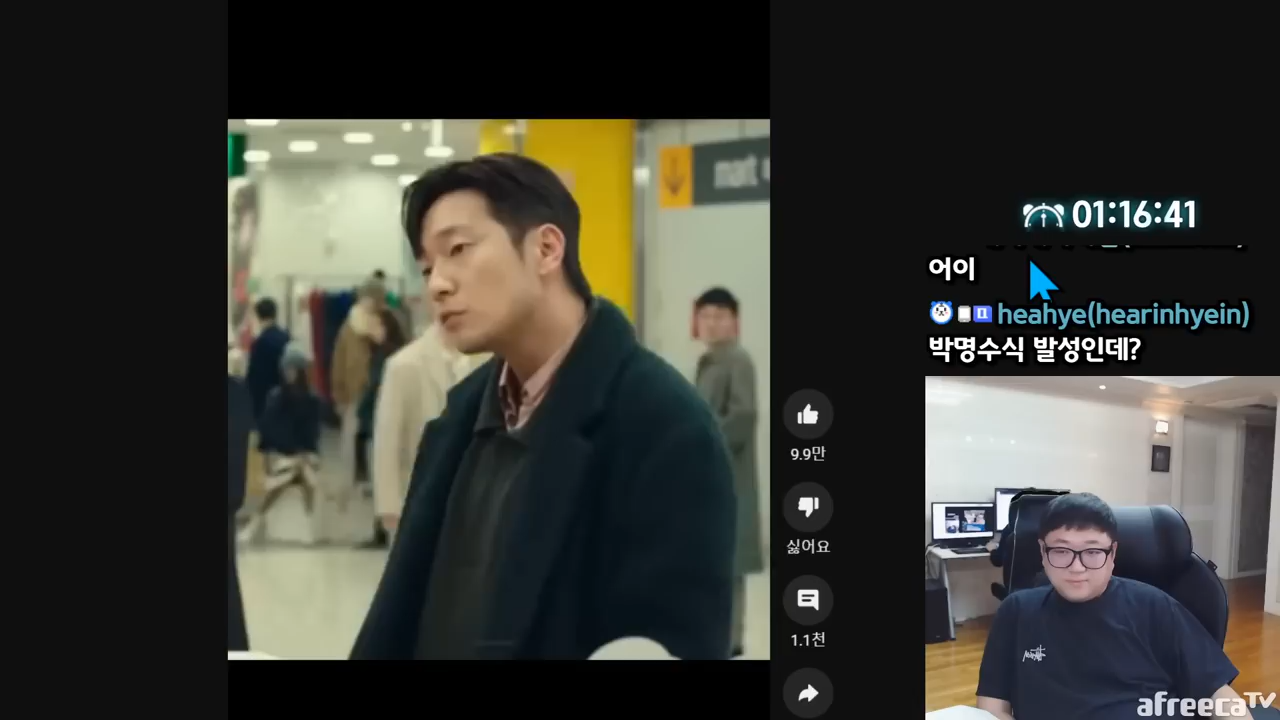 nat
01:16:41
어이
heahye(hearinhyein)
박명수식 발성인데?
9.9만
싫어요
1.1천
afreecaTV